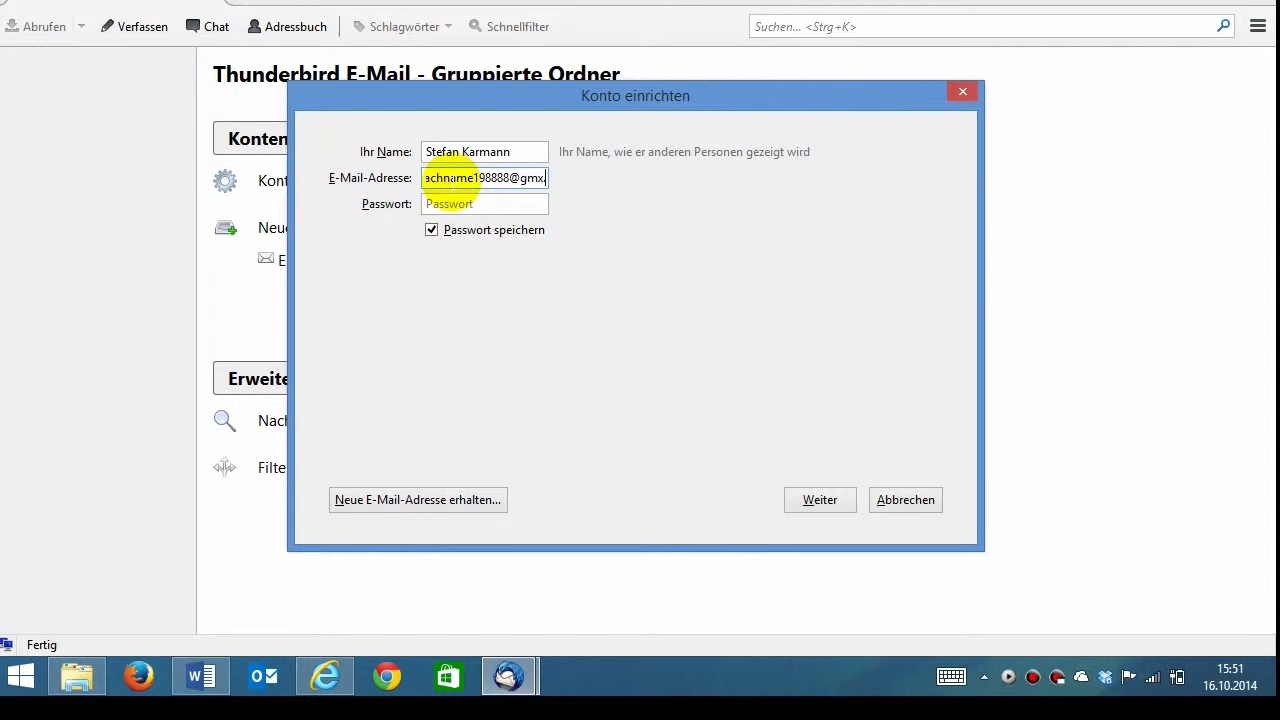 Abrufen Verfassen Chat Adressbuch Schlagwörter Schnellfilter Suchen... <Strg+K>
Thunderbird E-Mail - Gruppierte Ordner
Konto einrichten
Konten
Ihr Name: Stefan Karmann Ihr Name, wie er anderen Personen gezeigt wird
E-Mail-Adresse: achname198888@gmx.
Kont
Passwort: Passwort
Neue
Passwort speichern
E
Erweite
Nach
Filte
Neue E-Mail-Adresse erhalten... Weiter Abbrechen
Fertig
15:51
16.10.2014